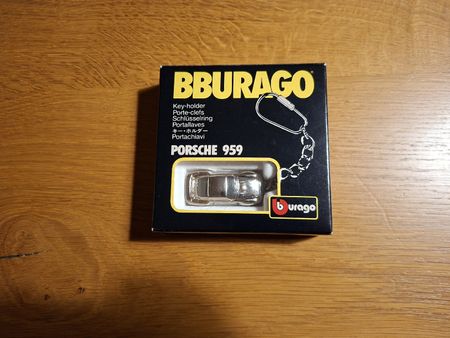 BBURAGO
Key-holder
Porte-clefs
Schlüsselring
Portallaves
キー・ホルダー
Portachiavi
PORSCHE 959
burago